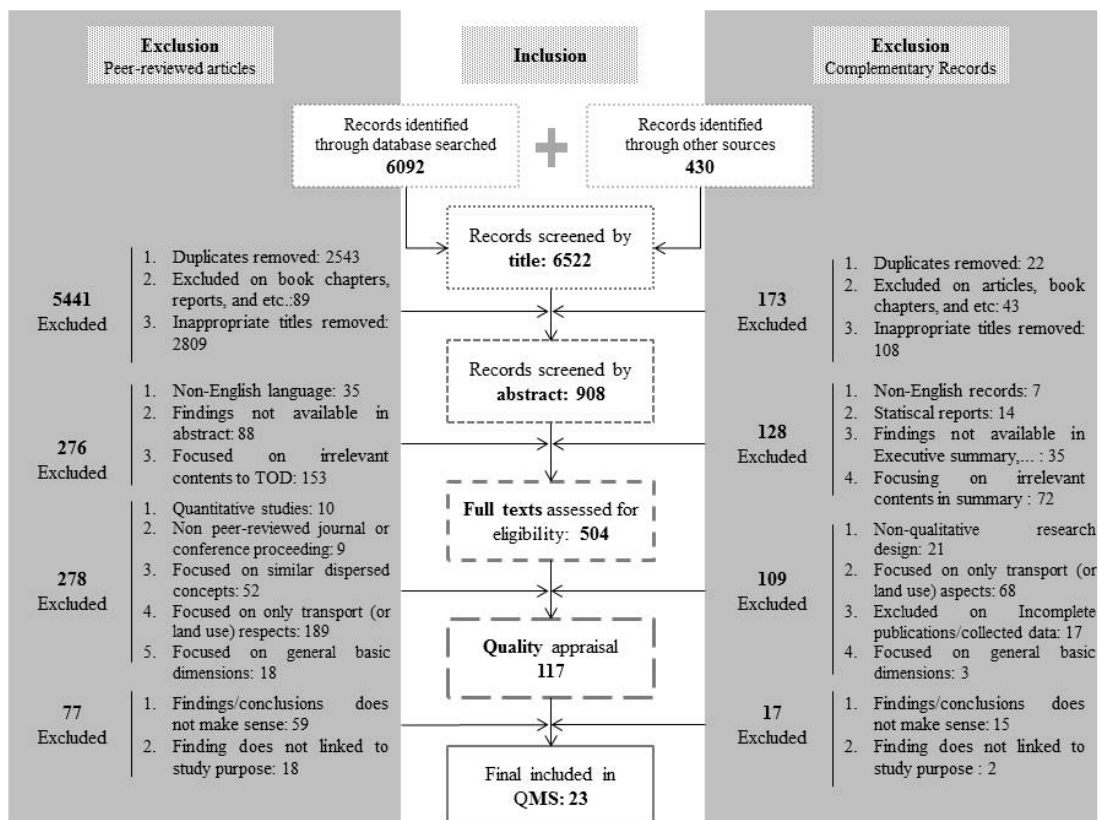 Exclusion
Peer-reviewed articles
Inclusion
Exclusion
Complementary Records
Records identified
through database searched
6092
Records identified
through other sources
430
Records screened by
title: 6522
5441
Excluded
1. Duplicates removed: 2543
2. Excluded on book chapters,
reports, and etc.:89
3. Inappropriate titles removed:
2809
173
Excluded
1. Duplicates removed: 22
2. Excluded on articles, book
chapters, and etc: 43
3. Inappropriate titles removed:
108
Records screened by
abstract: 908
276
Excluded
1. Non-English language: 35
2. Findings not available in
abstract: 88
3. Focused on irrelevant
contents to TOD: 153
128
Excluded
1. Non-English records: 7
2. Statiscal reports: 14
3. Findings not available in
Executive summary,... : 35
4. Focusing on irrelevant
contents in summary : 72
Full texts assessed for
eligibility: 504
278
Excluded
1. Quantitative studies: 10
2. Non peer-reviewed journal or
conference proceeding: 9
3. Focused on similar dispersed
concepts: 52
4. Focused on only transport (or
land use) respects: 189
5. Focused on general basic
dimensions: 18
109
Excluded
1. Non-qualitative research
design: 21
2. Focused on only transport (or
land use) aspects: 68
3. Excluded on Incomplete
publications/collected data: 17
4. Focused on general basic
dimensions: 3
Quality appraisal
117
77
Excluded
1. Findings/conclusions does
not make sense: 59
2. Finding does not linked to
study purpose: 18
17
Excluded
1. Findings/conclusions does
not make sense: 15
2. Finding does not linked to
study purpose : 2
Final included in
QMS: 23